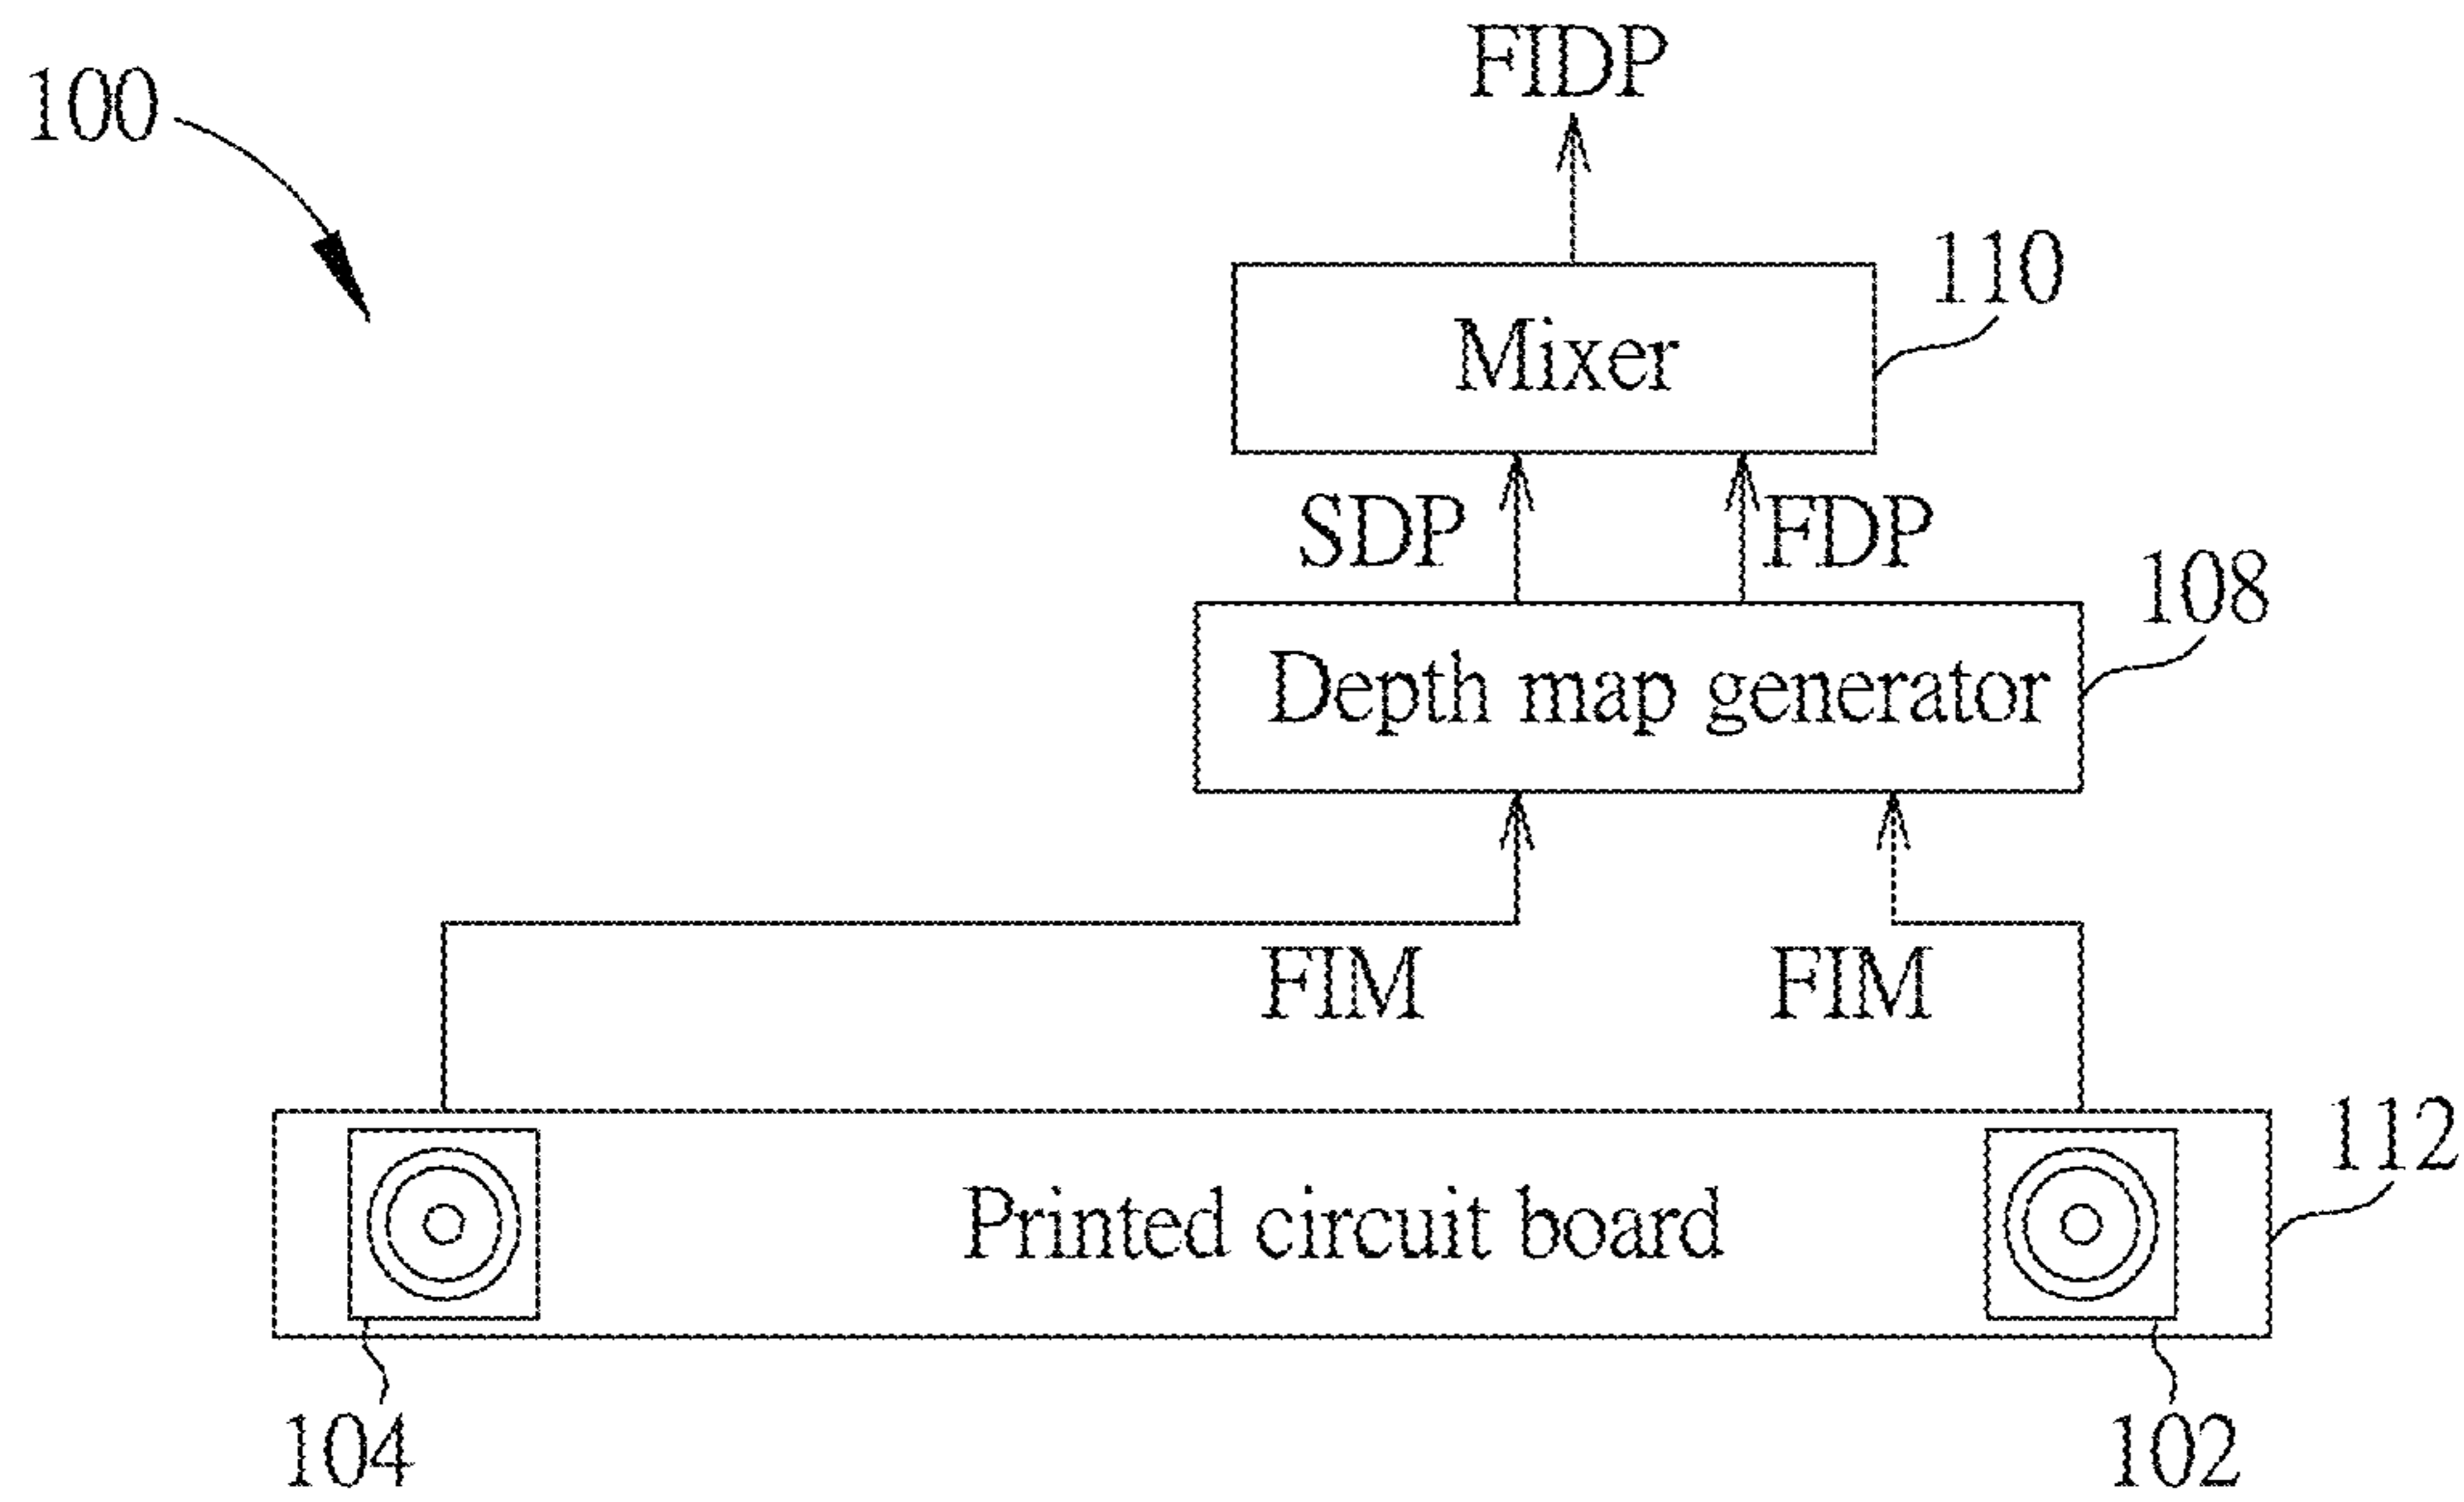 FIDP
100
110
Mixer
SDP
FDP
108
Depth map generator
FIM
FIM
112
Printed circuit board
104
102